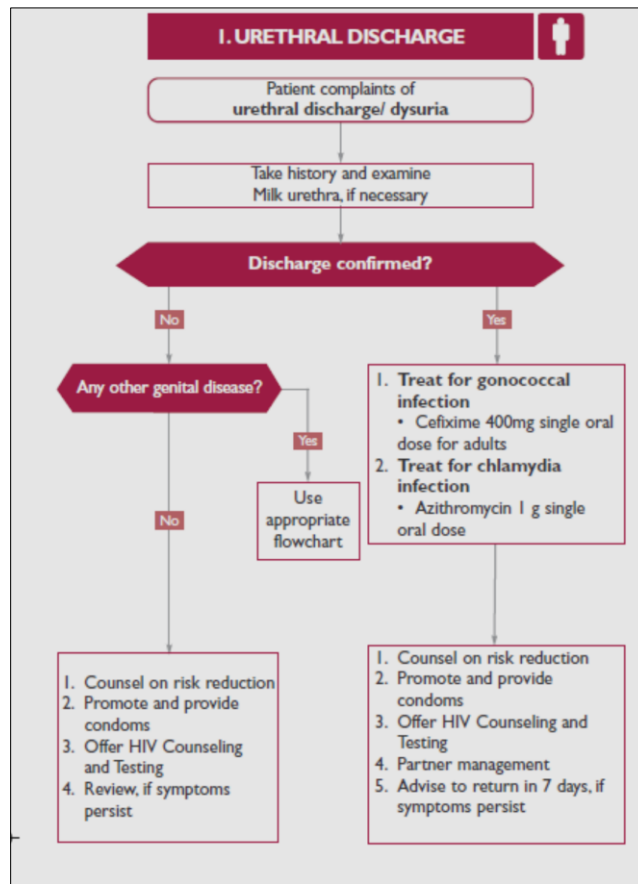 1. URETHRAL DISCHARGE
Patient complaints of
urethral discharge/ dysuria
Take history and examine
Milk urethra, if necessary
Discharge confirmed?
No
Yes
Any other genital disease?
Yes
Use
appropriate
flowchart
No
1. Counsel on risk reduction
2. Promote and provide
condoms
3. Offer HIV Counseling
and Testing
4. Review, if symptoms
persist
1. Treat for gonococcal
infection
• Cefixime 400mg single oral
dose for adults
2. Treat for chlamydia
infection
• Azithromycin 1 g single
oral dose
1. Counsel on risk reduction
2. Promote and provide
condoms
3. Offer HIV Counseling and
Testing
4. Partner management
5. Advise to return in 7 days, if
symptoms persist